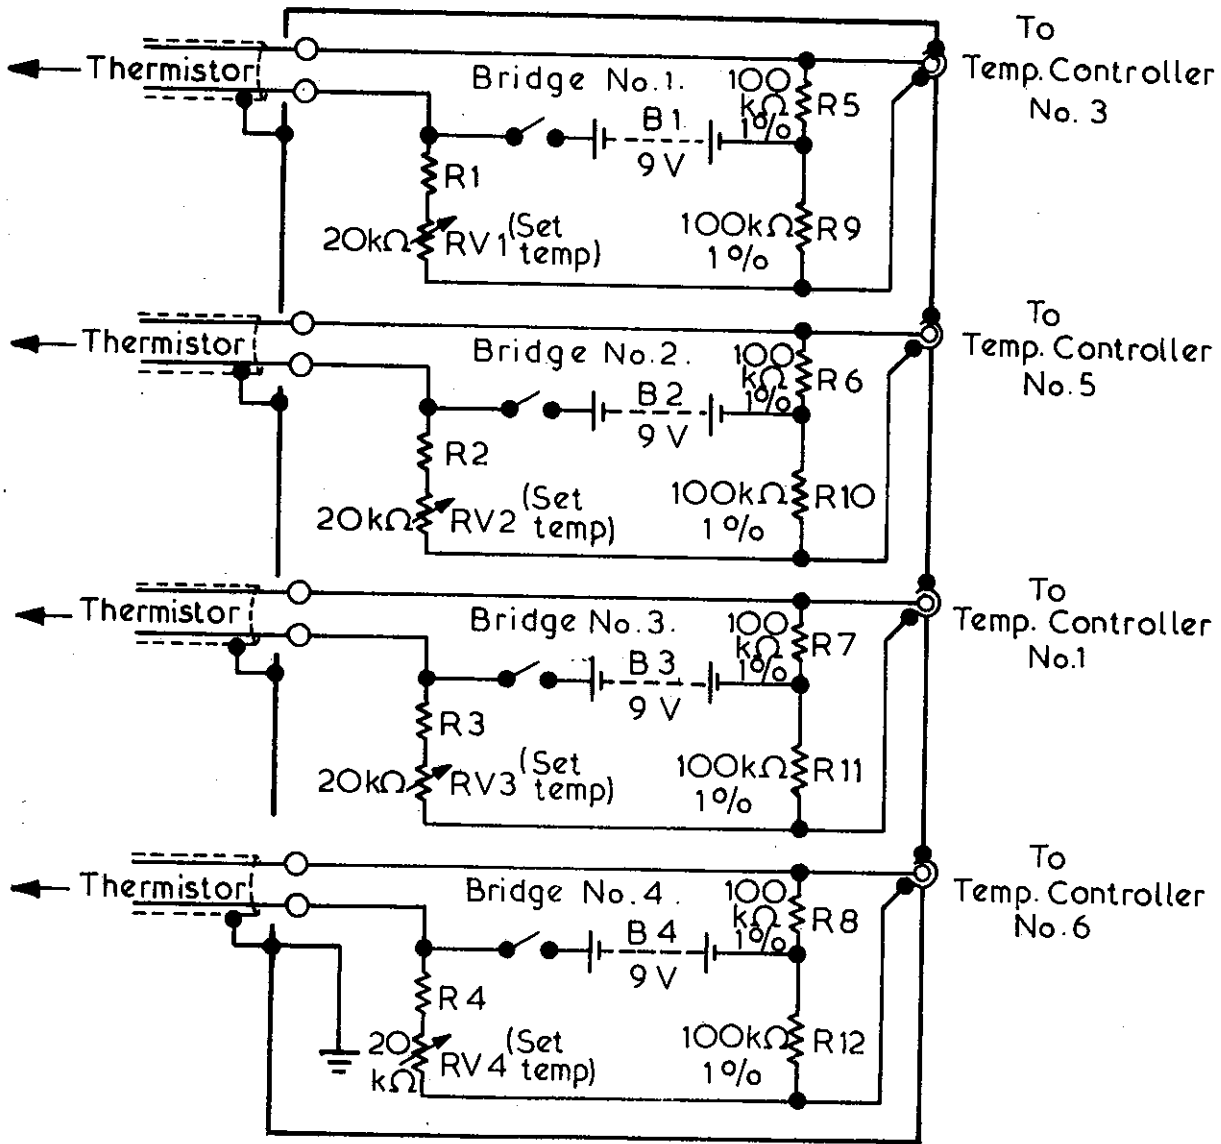 To
Temp. Controller
No. 3
Thermistor
Bridge No.1.
100
kΩ
1%
R5
B1
9V
R1
20kΩ
RV1
(Set
temp)
100kΩ
1%
R9
To
Temp. Controller
No.5
Thermistor
Bridge No.2.
100
kΩ
1%
R6
B2
9V
R2
20kΩ
RV2
(Set
temp)
100kΩ
1%
R10
To
Temp. Controller
No.1
Thermistor
Bridge No.3.
100
kΩ
1%
R7
B3
9V
R3
20kΩ
RV3
(Set
temp)
100kΩ
1%
R11
To
Temp. Controller
No.6
Thermistor
Bridge No.4.
100
kΩ
1%
R8
B4
9V
R4
20
kΩ
RV4
(Set
temp)
100kΩ
1%
R12